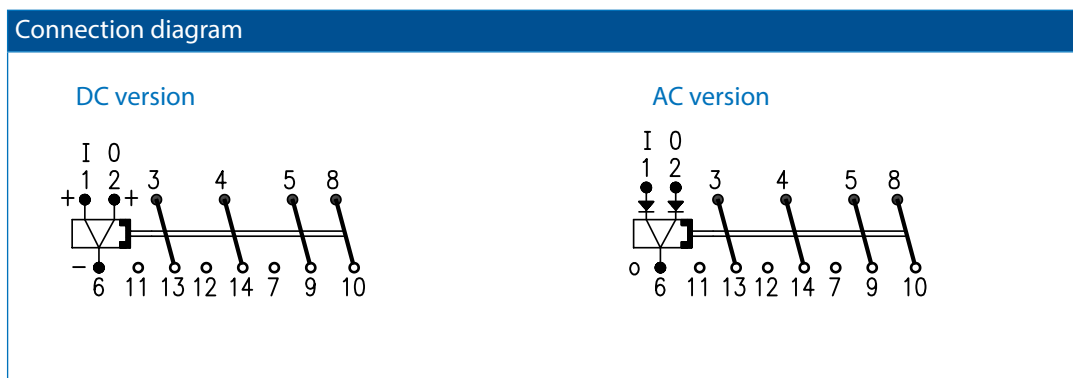 Connection diagram
DC version
AC version
I 0
1 2 3 4 5 8
+ +
−
6 11 13 12 14 7 9 10
I 0
1 2 3 4 5 8
o
6 11 13 12 14 7 9 10